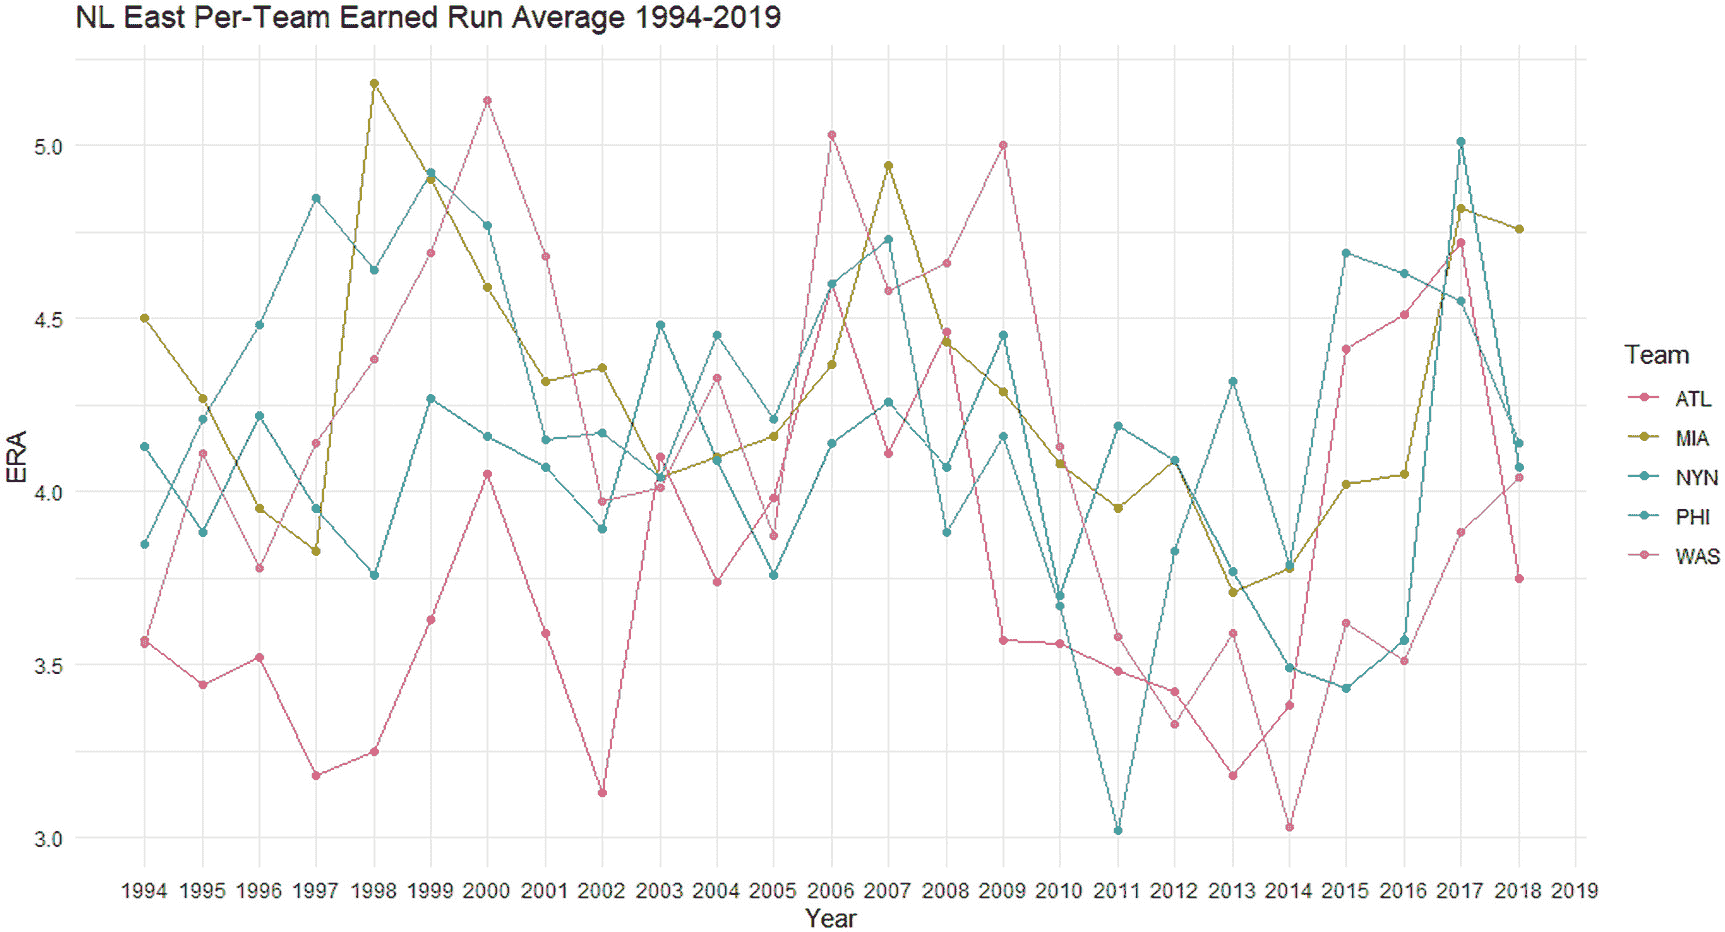 NL East Per-Team Earned Run Average 1994-2019
ERA
5.0
4.5
4.0
3.5
3.0
1994 1995 1996 1997 1998 1999 2000 2001 2002 2003 2004 2005 2006 2007 2008 2009 2010 2011 2012 2013 2014 2015 2016 2017 2018 2019
Year
Team
ATL
MIA
NYN
PHI
WAS